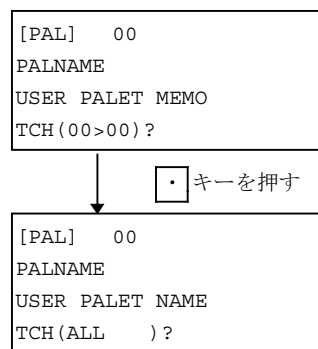 [PAL] 00
PALNAME
USER PALET MEMO
TCH(00>00)?
・キーを押す
[PAL] 00
PALNAME
USER PALET NAME
TCH(ALL )?